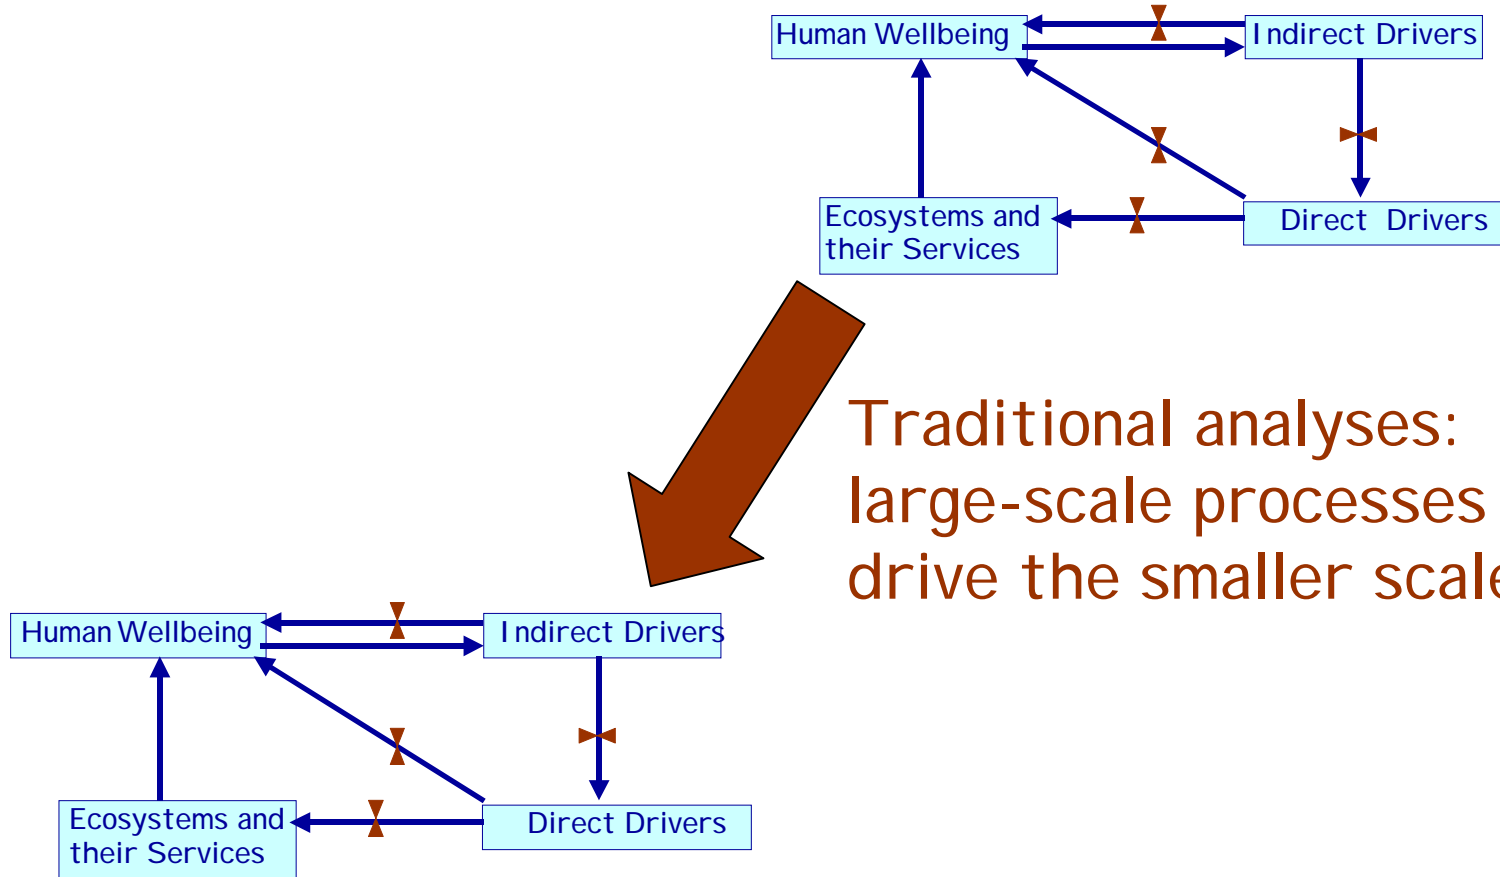 Human Wellbeing
Indirect Drivers
Ecosystems and
their Services
Direct Drivers
Traditional analyses:
large-scale processes
drive the smaller scale
Human Wellbeing
Indirect Drivers
Ecosystems and
their Services
Direct Drivers